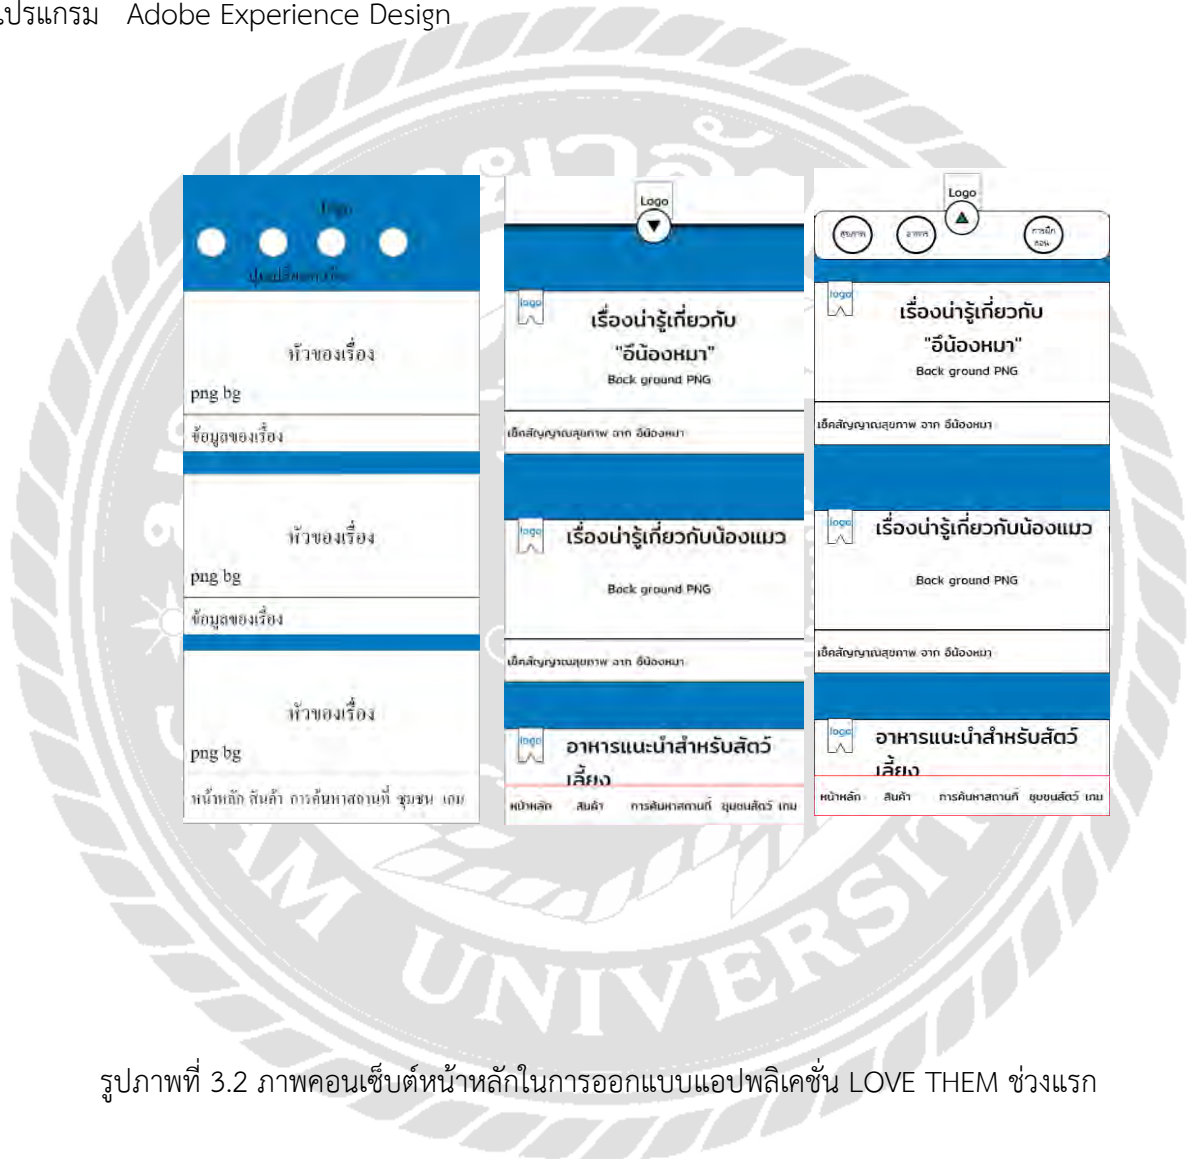 โปรแกรม Adobe Experience Design
Logo
หัวของเรื่อง
png bg
ข้อมูลของเรื่อง
หัวของเรื่อง
png bg
ข้อมูลของเรื่อง
หัวของเรื่อง
png bg
หน้าหลัก สินค้า การค้นหาสถานที่ ชุมชน เกม
Logo
logo
เรื่องน่ารู้เกี่ยวกับ
"อึน้องหมา"
Back ground PNG
เช็คสัญญาณสุขภาพ จาก อึน้องหมา
logo
เรื่องน่ารู้เกี่ยวกับน้องแมว
Back ground PNG
เช็คสัญญาณสุขภาพ จาก อึน้องหมา
logo
อาหารแนะนำสำหรับสัตว์
เลี้ยง
หน้าหลัก สินค้า การค้นหาสถานที่ ชุมชนสัตว์ เกม
Logo
สุขภาพ อาหาร การฝึก
สอน
logo
เรื่องน่ารู้เกี่ยวกับ
"อึน้องหมา"
Back ground PNG
เช็คสัญญาณสุขภาพ จาก อึน้องหมา
logo
เรื่องน่ารู้เกี่ยวกับน้องแมว
Back ground PNG
เช็คสัญญาณสุขภาพ จาก อึน้องหมา
logo
อาหารแนะนำสำหรับสัตว์
เลี้ยง
หน้าหลัก สินค้า การค้นหาสถานที่ ชุมชนสัตว์ เกม
UNIVERSIT
รูปภาพที่ 3.2 ภาพคอนเซ็บต์หน้าหลักในการออกแบบแอปพลิเคชั่น LOVE THEM ช่วงแรก